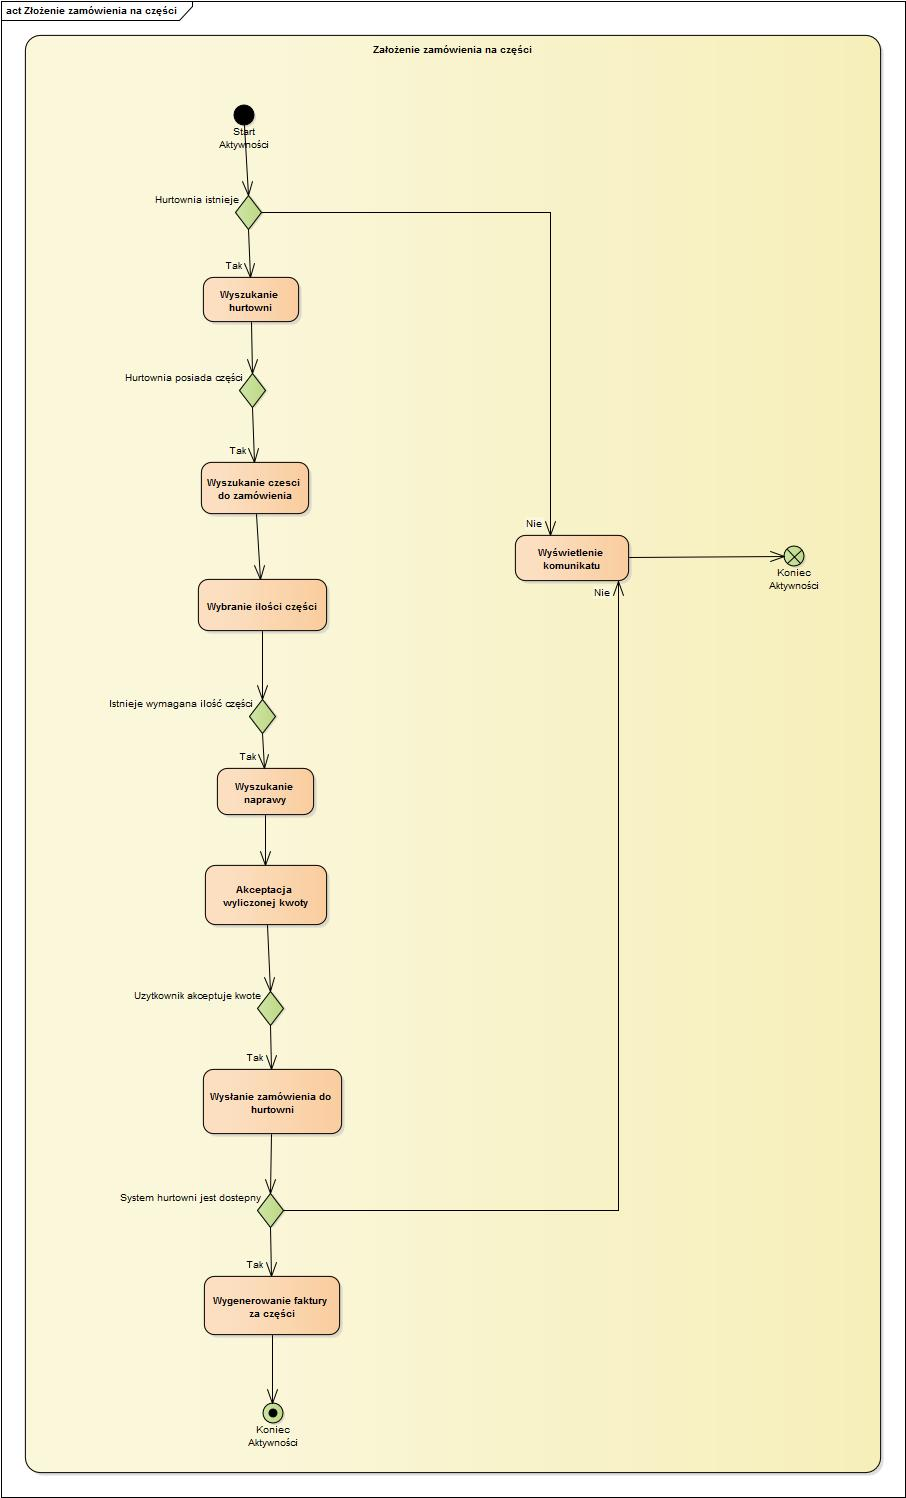 act Złożenie zamówienia na części
Założenie zamówienia na części
Start
Aktywności
Hurtownia istnieje
Tak
Wyszukanie
hurtowni
Hurtownia posiada części
Tak
Wyszukanie czesci
do zamówienia
Nie
Wyświetlenie
komunikatu
Koniec
Aktywności
Nie
Wybranie ilości części
Istnieje wymagana ilość części
Tak
Wyszukanie
naprawy
Akceptacja
wyliczonej kwoty
Uzytkownik akceptuje kwote
Tak
Wysłanie zamówienia do
hurtowni
System hurtowni jest dostepny
Tak
Wygenerowanie faktury
za części
Koniec
Aktywności